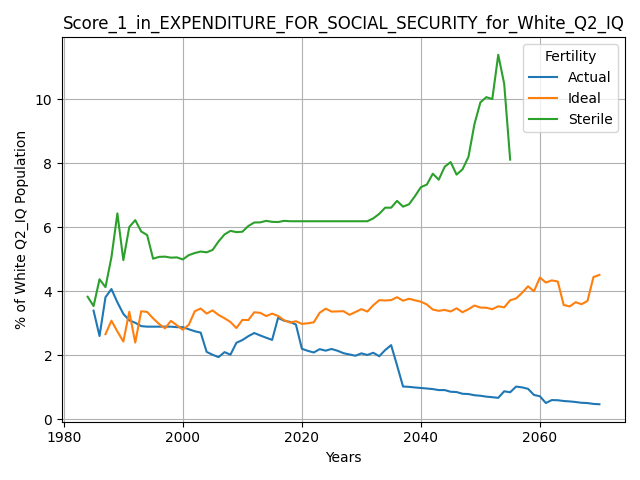 Score_1_in_EXPENDITURE_FOR_SOCIAL_SECURITY_for_White_Q2_IQ
% of White Q2_IQ Population
10
8
6
4
2
0
1980
2000
2020
2040
2060
Years
Fertility
Actual
Ideal
Sterile